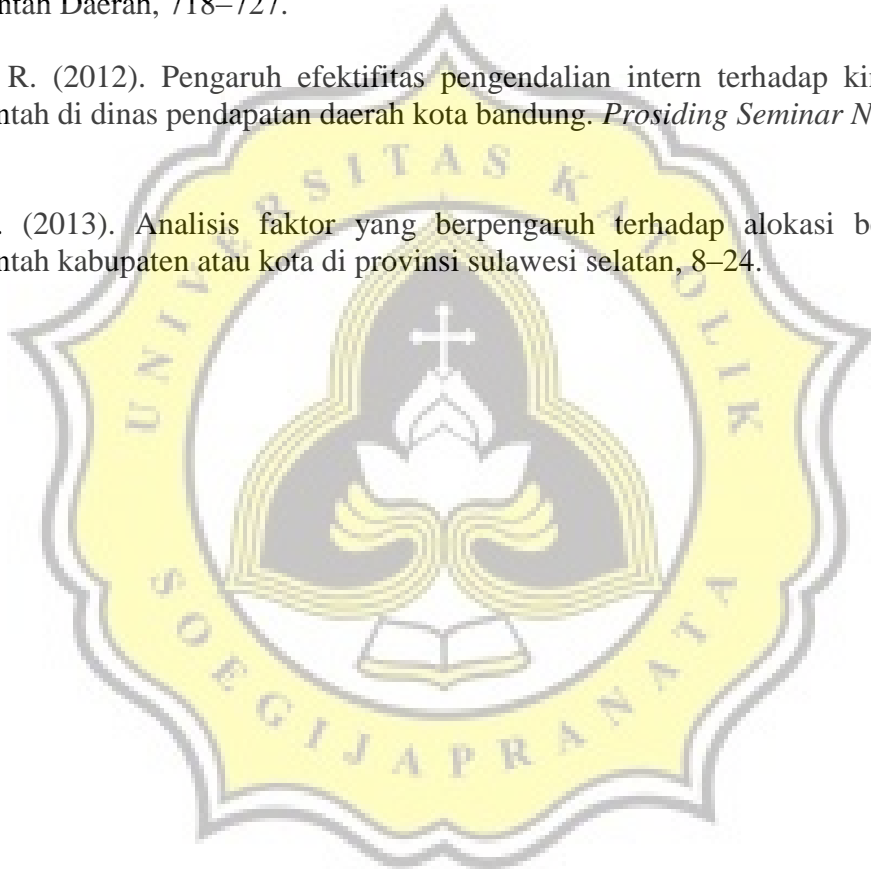 ntah Daerah, 718–727.
R. (2012). Pengaruh efektifitas pengendalian intern terhadap kin
ntah di dinas pendapatan daerah kota bandung. Prosiding Seminar N
. (2013). Analisis faktor yang berpengaruh terhadap alokasi be
ntah kabupaten atau kota di provinsi sulawesi selatan, 8–24.
UNIVERSITAS KATOLIK
SOEGIJAPRANATA